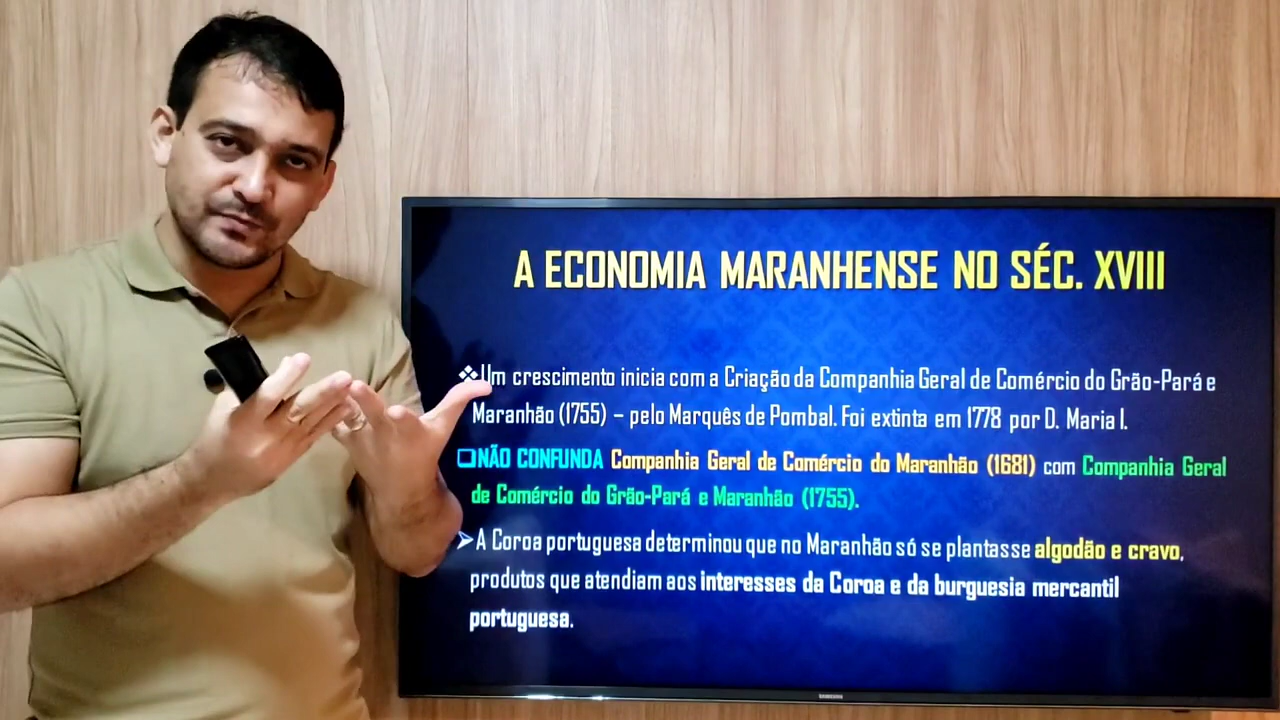 A ECONOMIA MARANHENSE NO SÉC. XVIII
Um crescimento inicia com a Criação da Companhia Geral de Comércio do Grão-Pará e
Maranhão (1755) – pelo Marquês de Pombal. Foi extinta em 1778 por D. Maria I.
NÃO CONFUNDA Companhia Geral de Comércio do Maranhão (1681) com Companhia Geral
de Comércio do Grão-Pará e Maranhão (1755).
A Coroa portuguesa determinou que no Maranhão só se plantasse algodão e cravo,
produtos que atendiam aos interesses da Coroa e da burguesia mercantil
portuguesa.
SAMSUNG